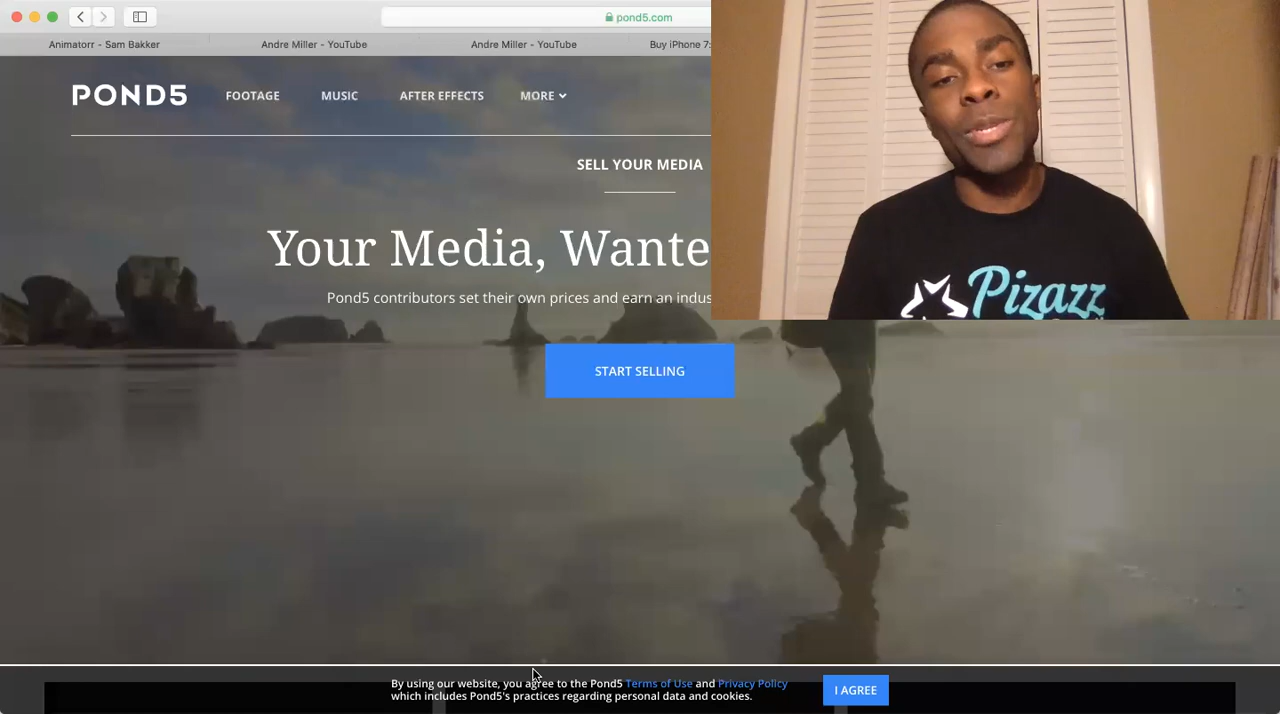 pond5.com
Animatorr - Sam Bakker
Andre Miller - YouTube
Andre Miller - YouTube
Buy iPhone 7:
POND5
FOOTAGE
MUSIC
AFTER EFFECTS
MORE
SELL YOUR MEDIA
Your Media, Wante
Pond5 contributors set their own prices and earn an indus
START SELLING
Pizazz
By using our website, you agree to the Pond5 Terms of Use and Privacy Policy
which includes Pond5's practices regarding personal data and cookies.
I AGREE